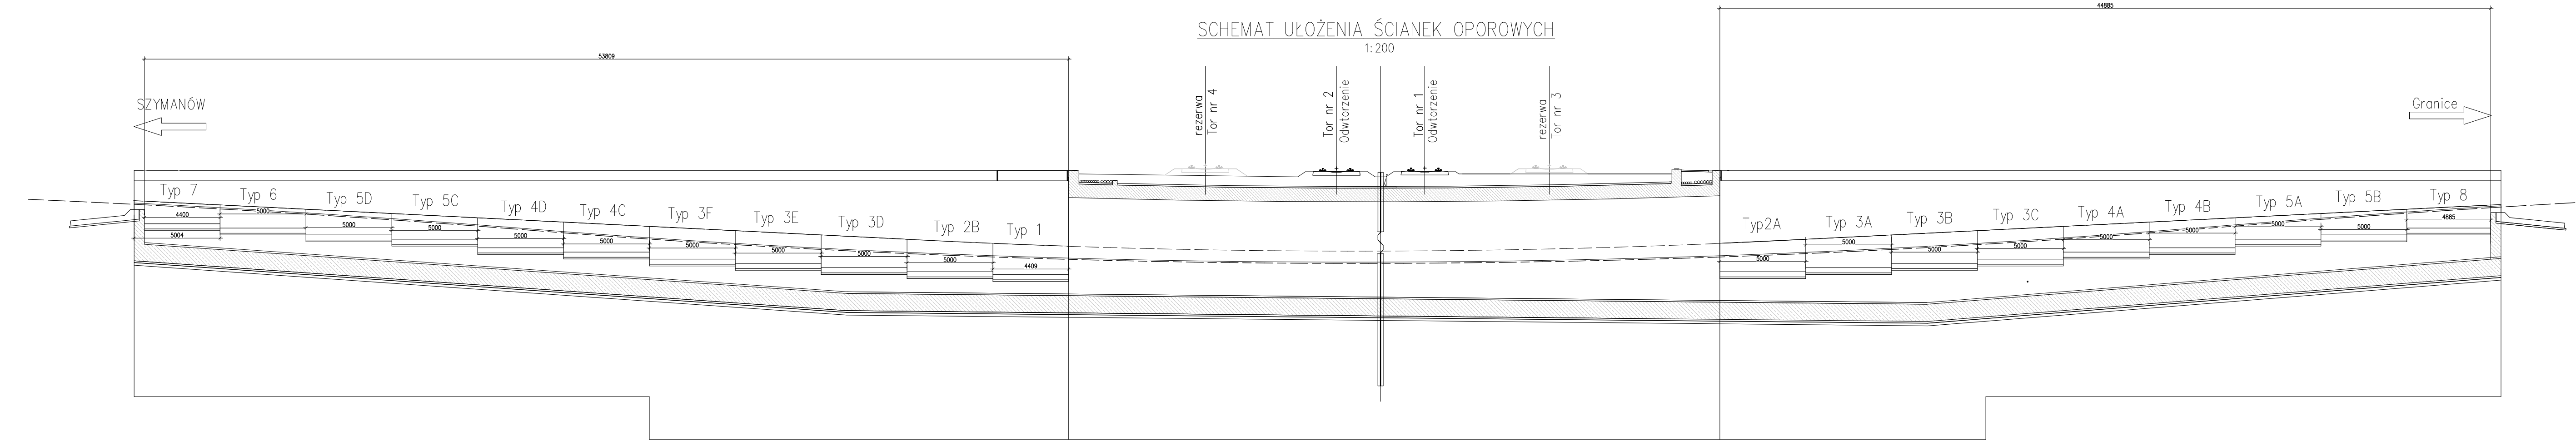 44885
SCHEMAT UŁOŻENIA ŚCIANEK OPOROWYCH
1:200
53809
SZYMANÓW
Granice
rezerwa
Tor nr 4
Tor nr 2
Odwtorzenie
Tor nr 1
Odwtorzenie
rezerwa
Tor nr 3
Typ 7
Typ 6
Typ 5D
Typ 5C
Typ 4D
Typ 4C
Typ 3F
Typ 3E
Typ 3D
Typ 2B
Typ 1
Typ2A
Typ 3A
Typ 3B
Typ 3C
Typ 4A
Typ 4B
Typ 5A
Typ 5B
Typ 8
4400
5000
5000
5000
5000
5000
5000
5000
5000
5000
4409
5004
5000
5000
5000
5000
5000
5000
5000
5000
4885